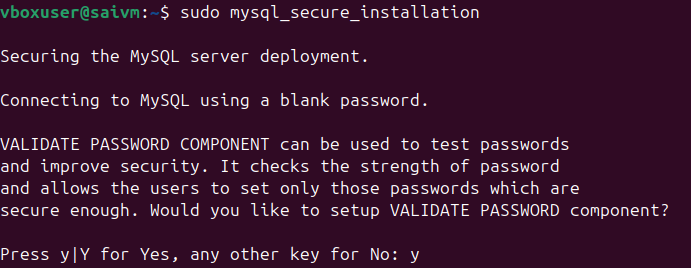 vboxuser@saivm:~$ sudo mysql_secure_installation
Securing the MySQL server deployment.
Connecting to MySQL using a blank password.
VALIDATE PASSWORD COMPONENT can be used to test passwords
and improve security. It checks the strength of password
and allows the users to set only those passwords which are
secure enough. Would you like to setup VALIDATE PASSWORD component?
Press y|Y for Yes, any other key for No: y